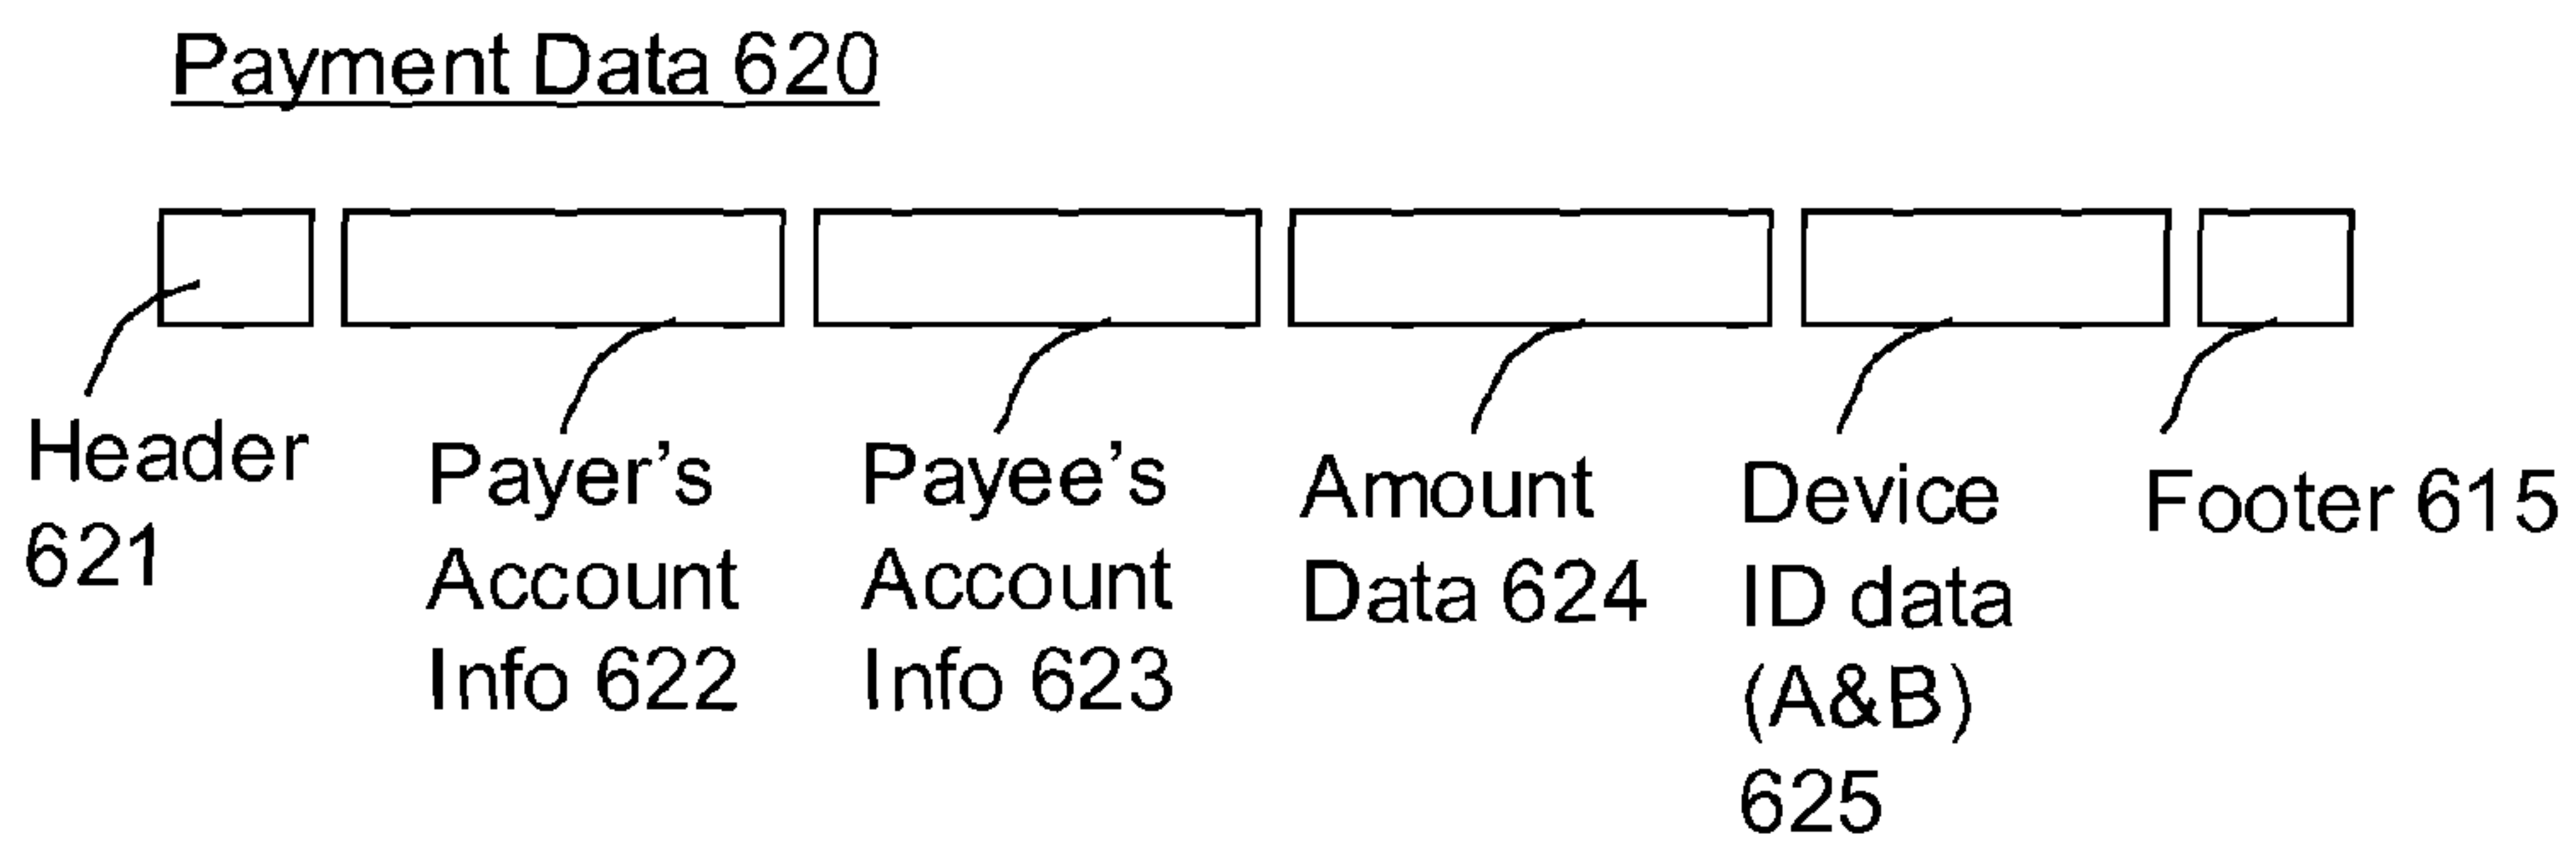 Payment Data 620
Header
621
Payer’s
Account
Info 622
Payee’s
Account
Info 623
Amount
Data 624
Device
ID data
(A&B)
625
Footer 615